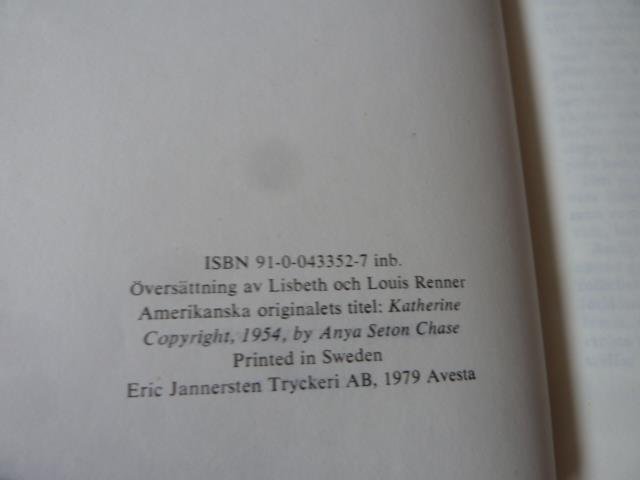 ISBN 91-0-043352-7 inb.
Översättning av Lisbeth och Louis Renner
Amerikanska originalets titel: Katherine
Copyright, 1954, by Anya Seton Chase
Printed in Sweden
Eric Jannersten Tryckeri AB, 1979 Avesta